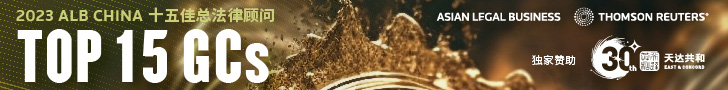 2023 ALB CHINA 十五佳总法律顾问
TOP 15 GCs
ASIAN LEGAL BUSINESS
THOMSON REUTERS
独家赞助
30th
天达共和
EAST & CONCORD